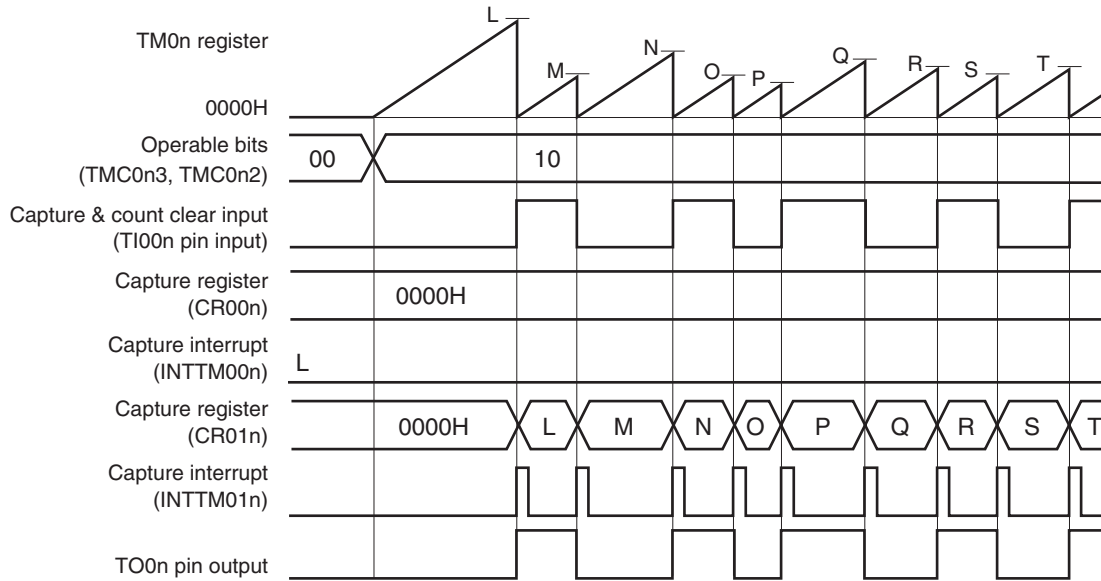 L
TM0n register
N
Q
R
T
M
O
P
S
0000H
Operable bits
(TMC0n3, TMC0n2)
00
10
Capture & count clear input
(TI00n pin input)
Capture register
(CR00n)
0000H
Capture interrupt
(INTTM00n)
L
Capture register
(CR01n)
0000H L M N O P Q R S T
Capture interrupt
(INTTM01n)
TO0n pin output